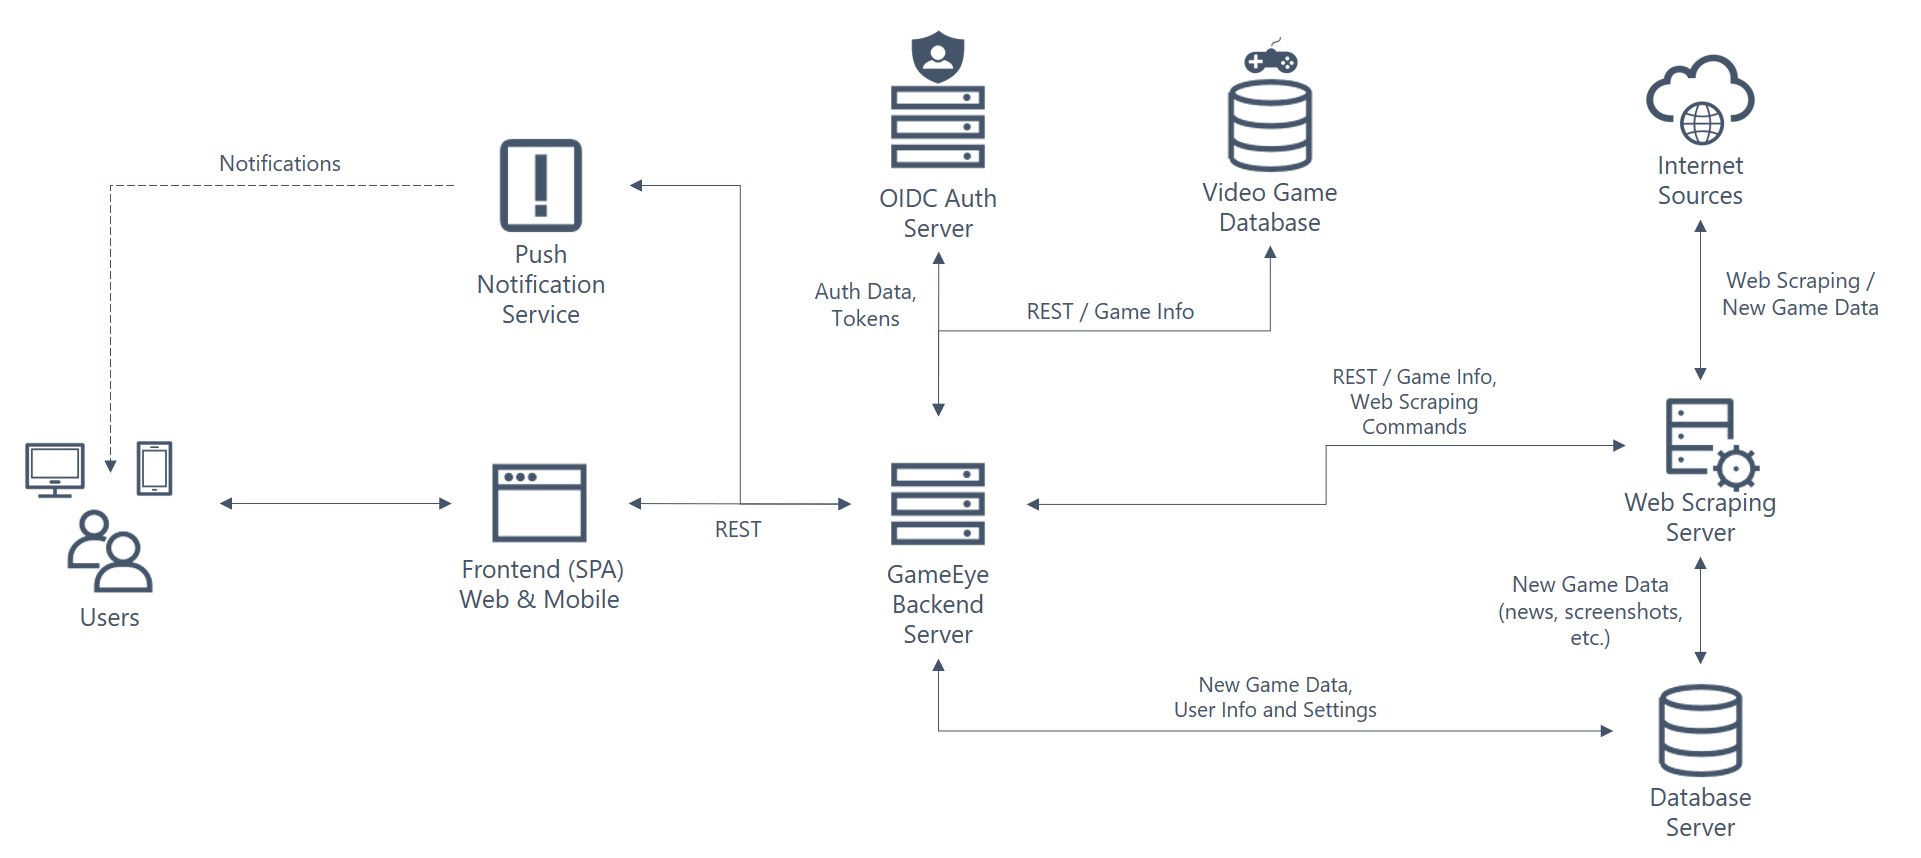 Notifications
Push
Notification
Service
OIDC Auth
Server
Video Game
Database
Internet
Sources
Auth Data,
Tokens
REST / Game Info
Web Scraping /
New Game Data
REST / Game Info,
Web Scraping
Commands
Users
Frontend (SPA)
Web & Mobile
REST
GameEye
Backend
Server
Web Scraping
Server
New Game Data
(news, screenshots,
etc.)
New Game Data,
User Info and Settings
Database
Server